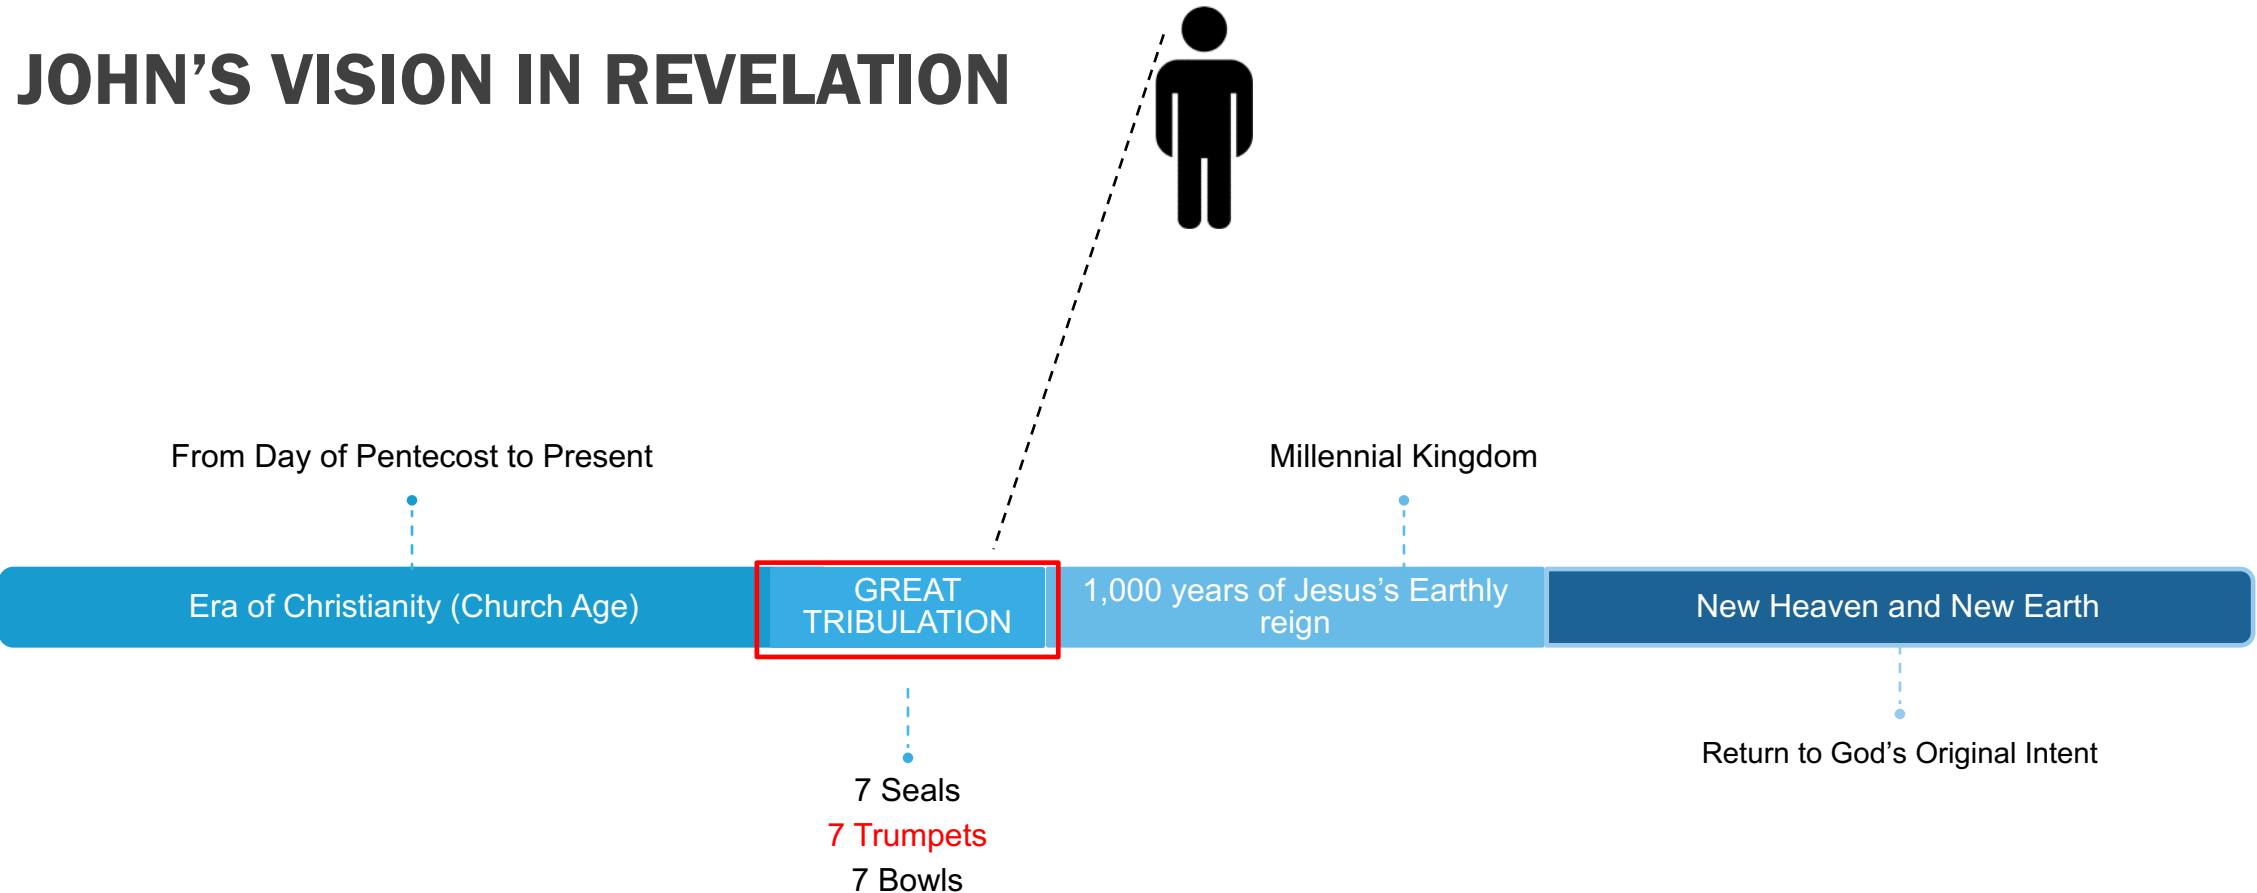 JOHN’S VISION IN REVELATION
From Day of Pentecost to Present
Millennial Kingdom
Era of Christianity (Church Age)
GREAT
TRIBULATION
1,000 years of Jesus’s Earthly
reign
New Heaven and New Earth
Return to God’s Original Intent
7 Seals
7 Trumpets
7 Bowls